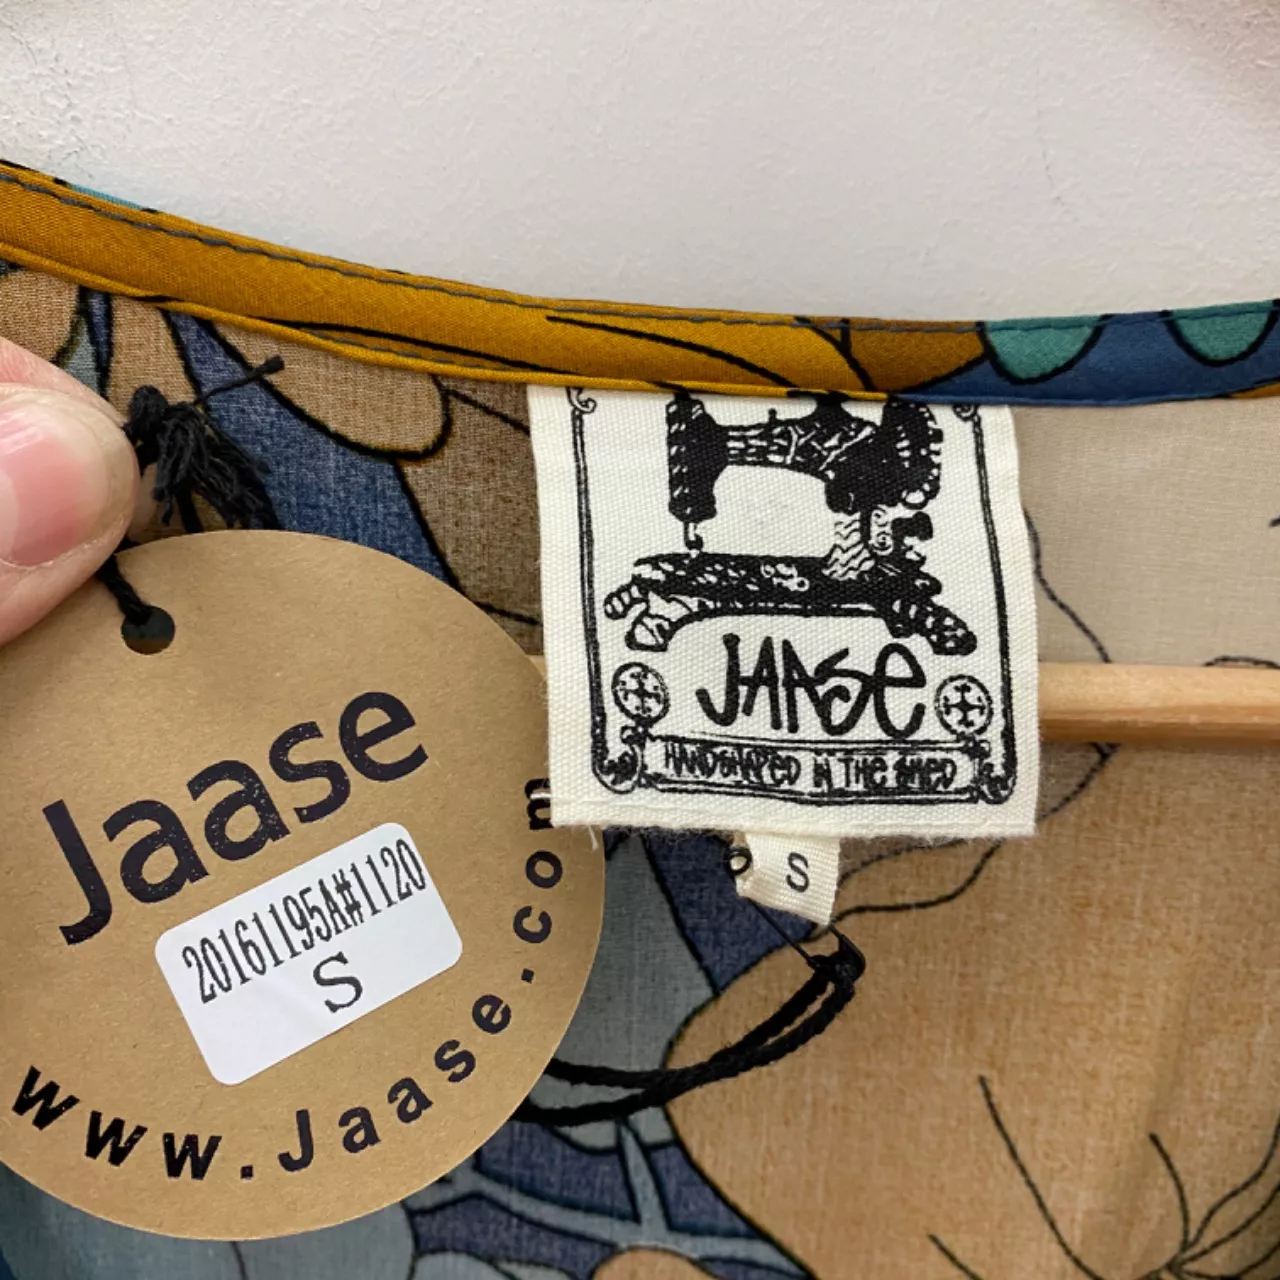 JAASe
HANDSHAPED IN THE SHED
S
Jaase
20161195A#1120
S
www.Jaase.com